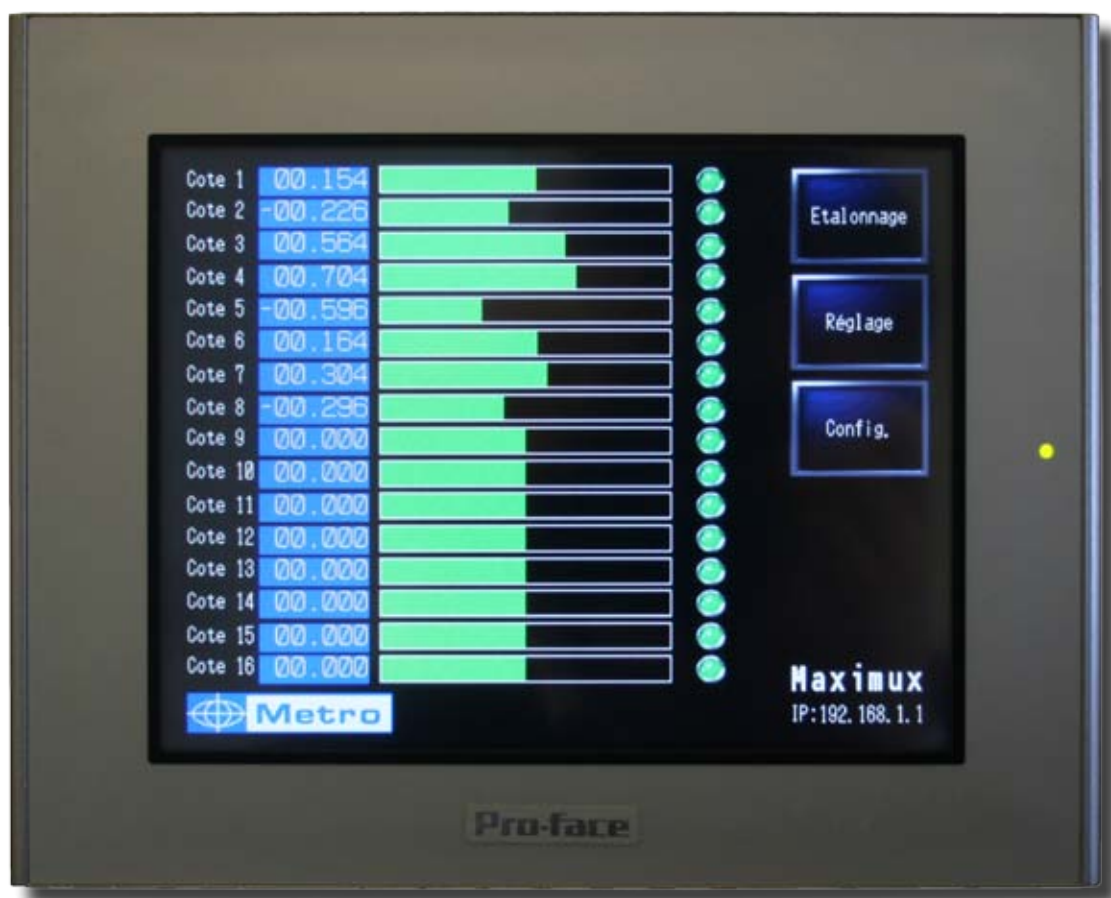 Cote 1 00.154
Cote 2 -00.226
Cote 3 00.564
Cote 4 00.704
Cote 5 -00.596
Cote 6 00.164
Cote 7 00.304
Cote 8 -00.296
Cote 9 00.000
Cote 10 00.000
Cote 11 00.000
Cote 12 00.000
Cote 13 00.000
Cote 14 00.000
Cote 15 00.000
Cote 16 00.000
Metro
Etalonnage
Réglage
Config.
Maximux
IP:192.168.1.1
Pro-face